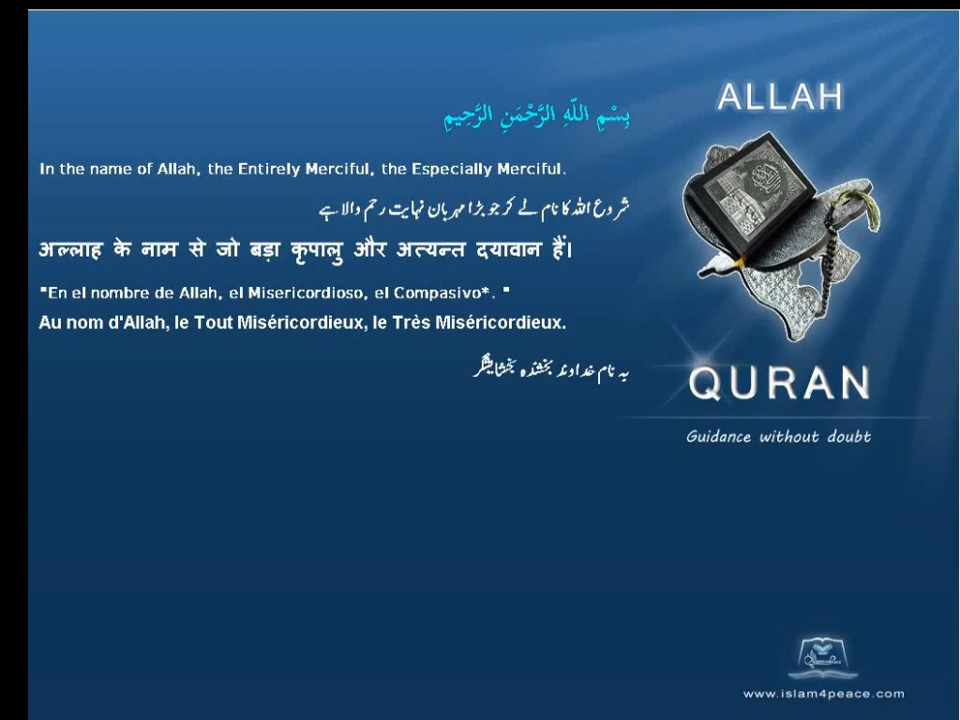 بِسْمِ اللَّهِ الرَّحْمَنِ الرَّحِيمِ
In the name of Allah, the Entirely Merciful, the Especially Merciful.
شروع الله کا نام لے کر جو بڑا مہربان نہایت رحم والا ہے
अल्लाह के नाम से जो बड़ा कृपालु और अत्यन्त दयावान हैं।
"En el nombre de Allah, el Misericordioso, el Compasivo*. "
Au nom d'Allah, le Tout Miséricordieux, le Très Miséricordieux.
به نام خداوند بخشنده بخشایشگر
ALLAH
QURAN
Guidance without doubt
www.islam4peace.com